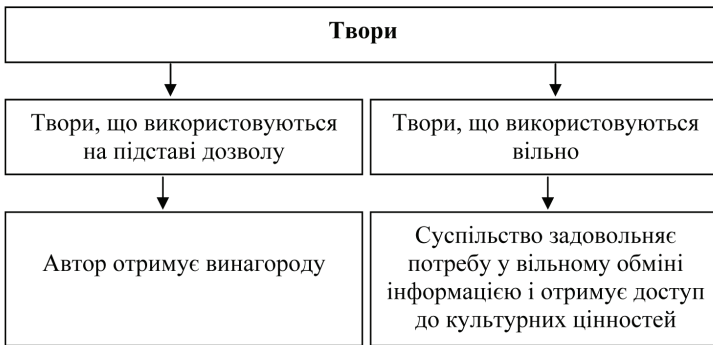 Твори
Твори, що використовуються
на підставі дозволу
Твори, що використовуються
вільно
Автор отримує винагороду
Суспільство задовольняє
потребу у вільному обміні
інформацією і отримує доступ
до культурних цінностей